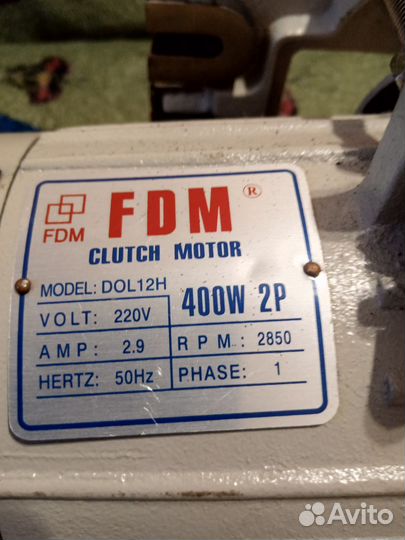 FDM ®
FDM
CLUTCH MOTOR
MODEL: DOL12H
400W 2P
VOLT: 220V
AMP: 2.9
RPM: 2850
HERTZ: 50Hz
PHASE: 1
Avito